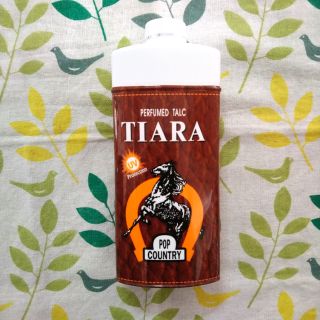 PERFUMED TALC
TIARA
UV
Protection
POP
COUNTRY